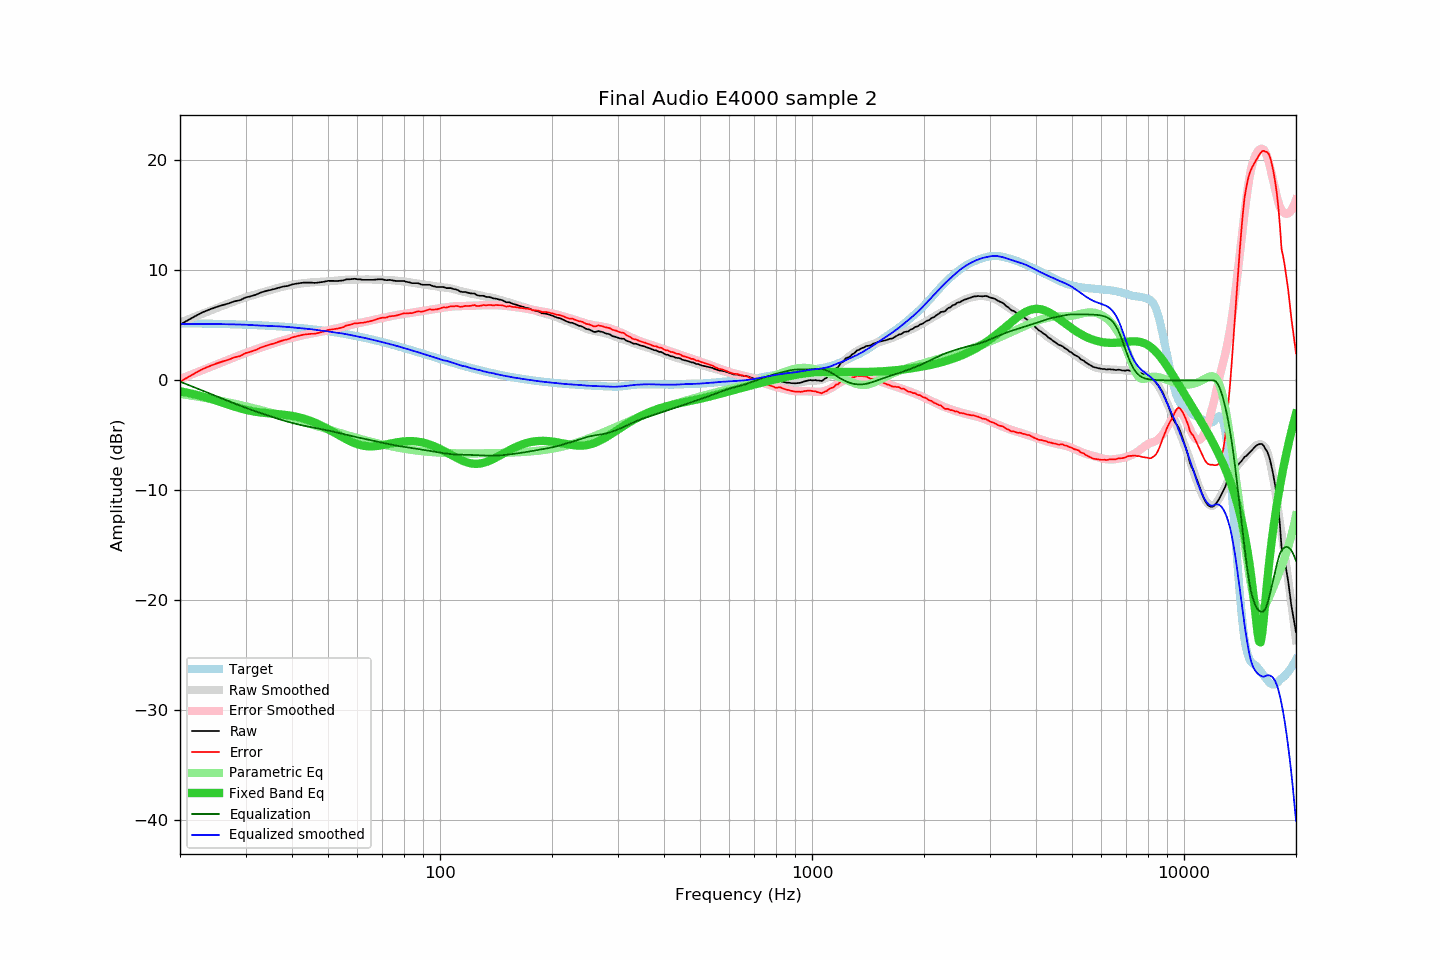 Final Audio E4000 sample 2
20
10
0
−10
−20
−30
−40
Amplitude (dBr)
Target
Raw Smoothed
Error Smoothed
Raw
Error
Parametric Eq
Fixed Band Eq
Equalization
Equalized smoothed
100 1000 10000
Frequency (Hz)